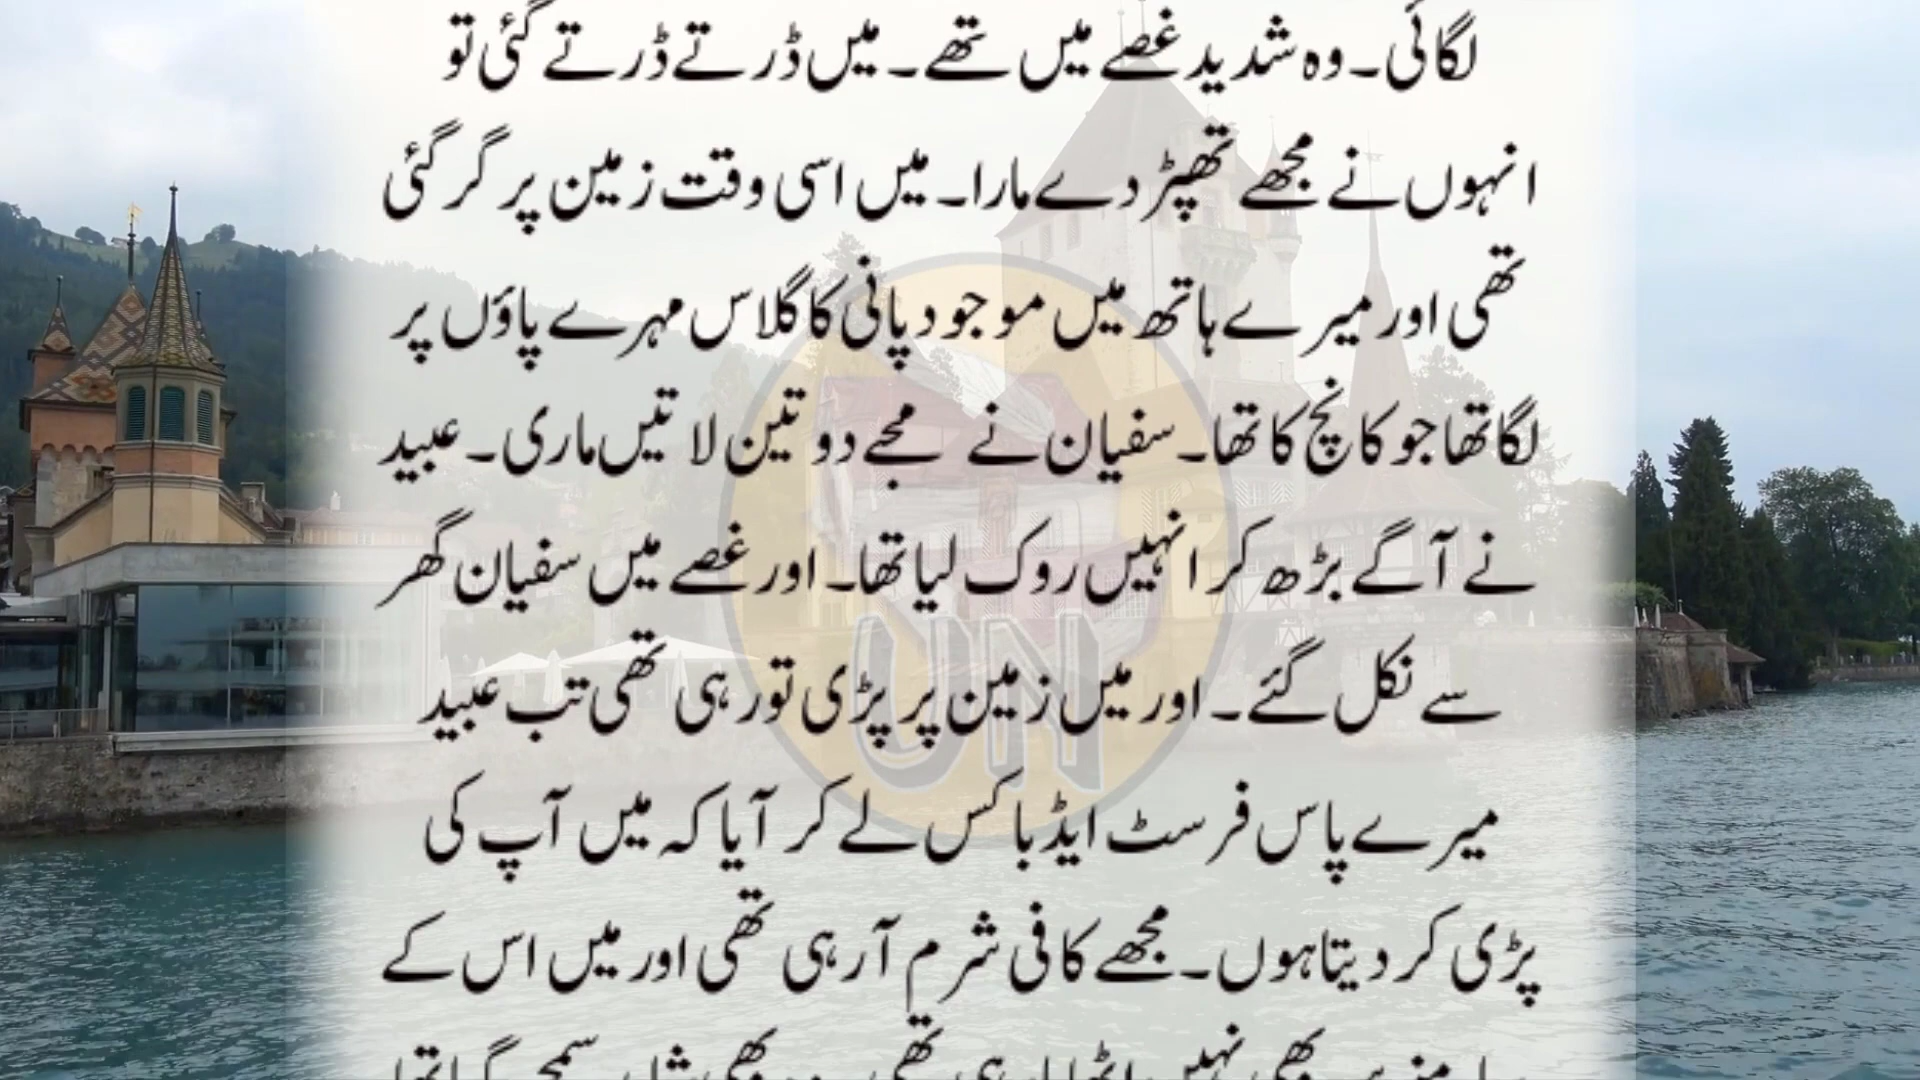 لگائی۔ وہ شدید غصے میں تھے۔ میں ڈرتے ڈرتے گئی تو
انہوں نے مجھے تھپڑ دے مارا۔ میں اسی وقت زمین پر گر گئی
تھی اور میرے ہاتھ میں موجود پانی کا گلاس مہرے پاؤں پر
لگا تھا جو کانچ کا تھا۔ سفیان نے مجے دو تین لاتیں ماری۔ عبید
نے آگے بڑھ کر انہیں روک لیا تھا۔ اور غصے میں سفیان گھر
سے نکل گئے۔ اور میں زمین پر پڑی تو رہی تھی تب عبید
میرے پاس فرسٹ ایڈ باکس لے کر آیا کہ میں آپ کی
پڑی کر دیتا ہوں۔ مجھے کافی شرم آ رہی تھی اور میں اس کے
UN